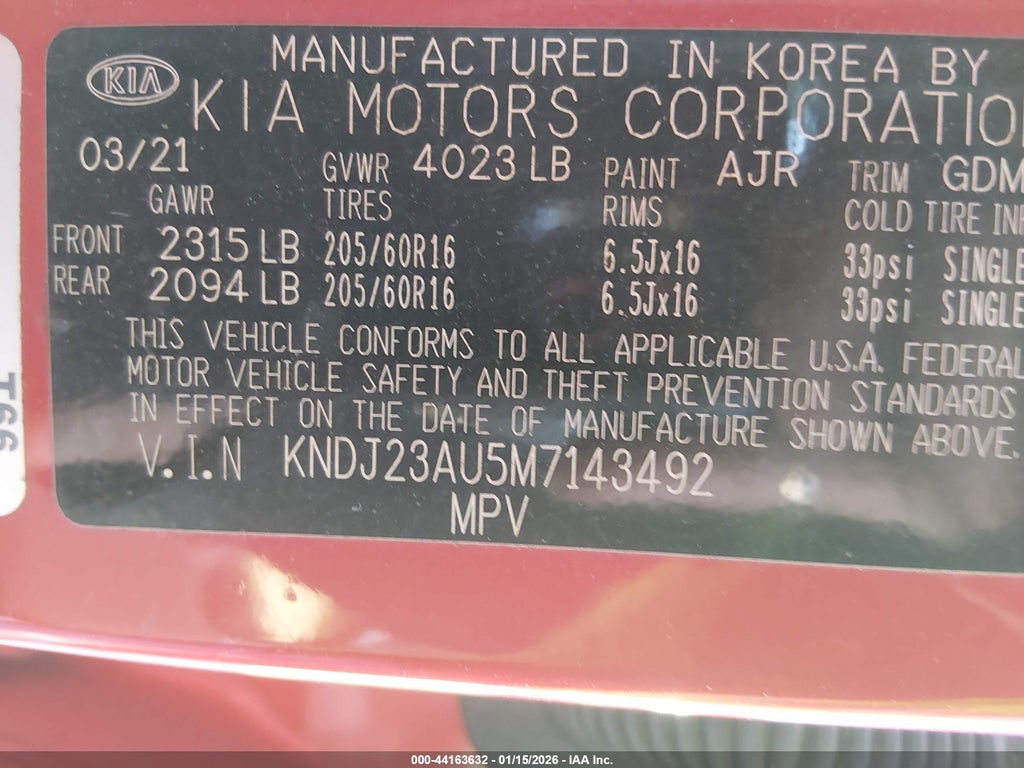 MANUFACTURED IN KOREA BY
KIA KIA MOTORS CORPORATION
03/21 GVWR 4023 LB PAINT AJR TRIM GDM
GAWR TIRES RIMS COLD TIRE
FRONT 2315 LB 205/60R16 6.5Jx16 33psi SINGLE
REAR 2094 LB 205/60R16 6.5Jx16 33psi SINGLE
THIS VEHICLE CONFORMS TO ALL APPLICABLE U.S.A. FEDERAL
MOTOR VEHICLE SAFETY AND THEFT PREVENTION STANDARDS
IN EFFECT ON THE DATE OF MANUFACTURE SHOWN ABOVE.
V.I.N KNDJ23AU5M7143492
MPV
T66
000-44163632 - 01/15/2026 - IAA Inc.